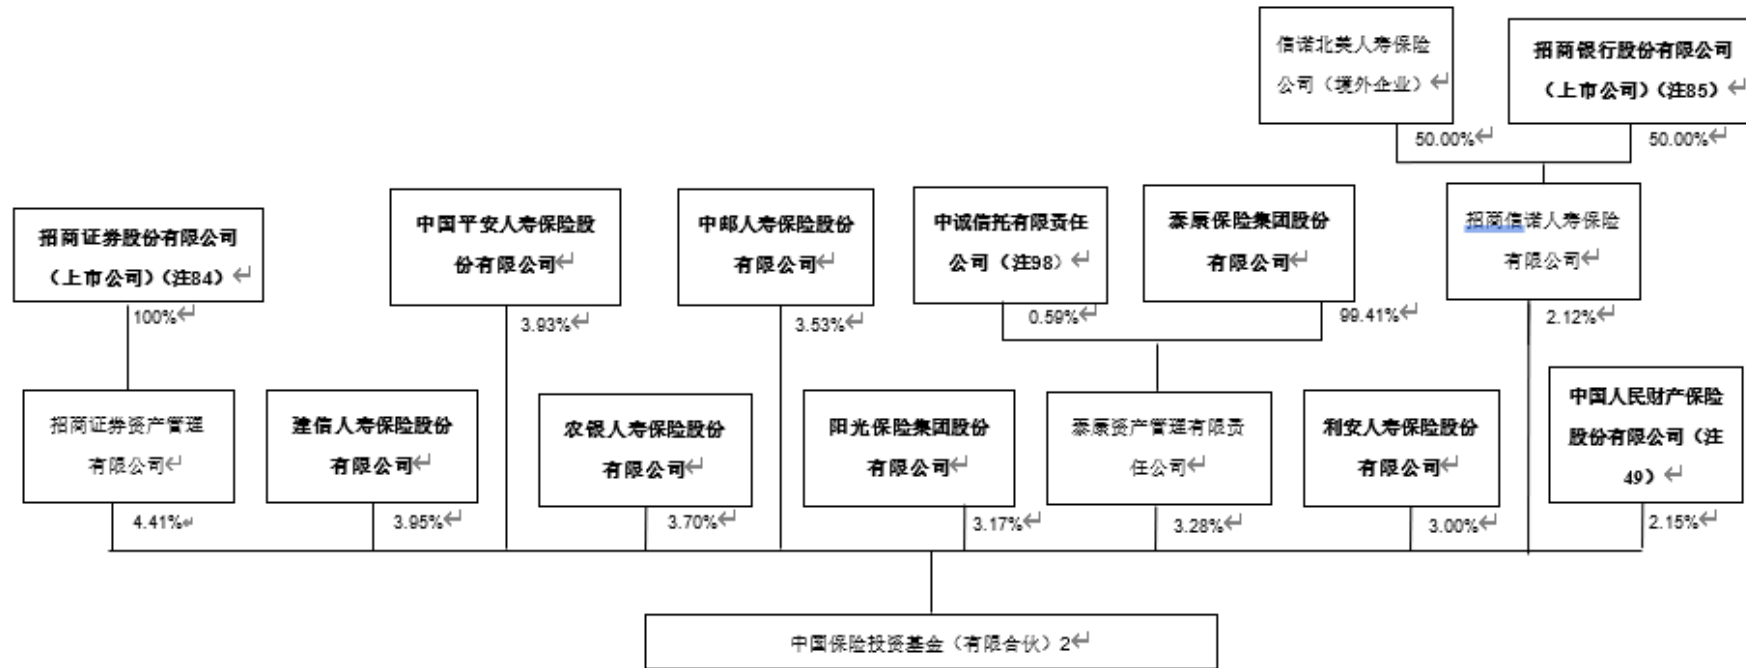 信诺北美人寿保险
公司（境外企业）
招商银行股份有限公司
（上市公司）（注85）
50.00%
50.00%
招商证券股份有限公司
（上市公司）（注84）
中国平安人寿保险股
份有限公司
中邮人寿保险股份
有限公司
中诚信托有限责任
公司（注98）
泰康保险集团股份
有限公司
招商信诺人寿保险
有限公司
100%
3.93%
3.53%
0.59%
99.41%
2.12%
招商证券资产管理
有限公司
建信人寿保险股份
有限公司
农银人寿保险股份
有限公司
阳光保险集团股份
有限公司
泰康资产管理有限责
任公司
利安人寿保险股份
有限公司
中国人民财产保险
股份有限公司（注
49）
4.41%
3.95%
3.70%
3.17%
3.28%
3.00%
2.15%
中国保险投资基金（有限合伙）2